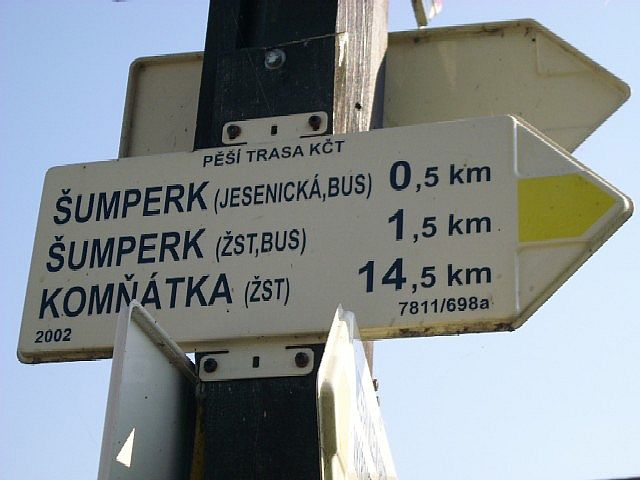 PĚŠÍ TRASA KČT
ŠUMPERK (JESENICKÁ,BUS) 0,5 km
ŠUMPERK (ŽST,BUS) 1,5 km
KOMŇÁTKA (ŽST) 14,5 km
2002 7811/698a